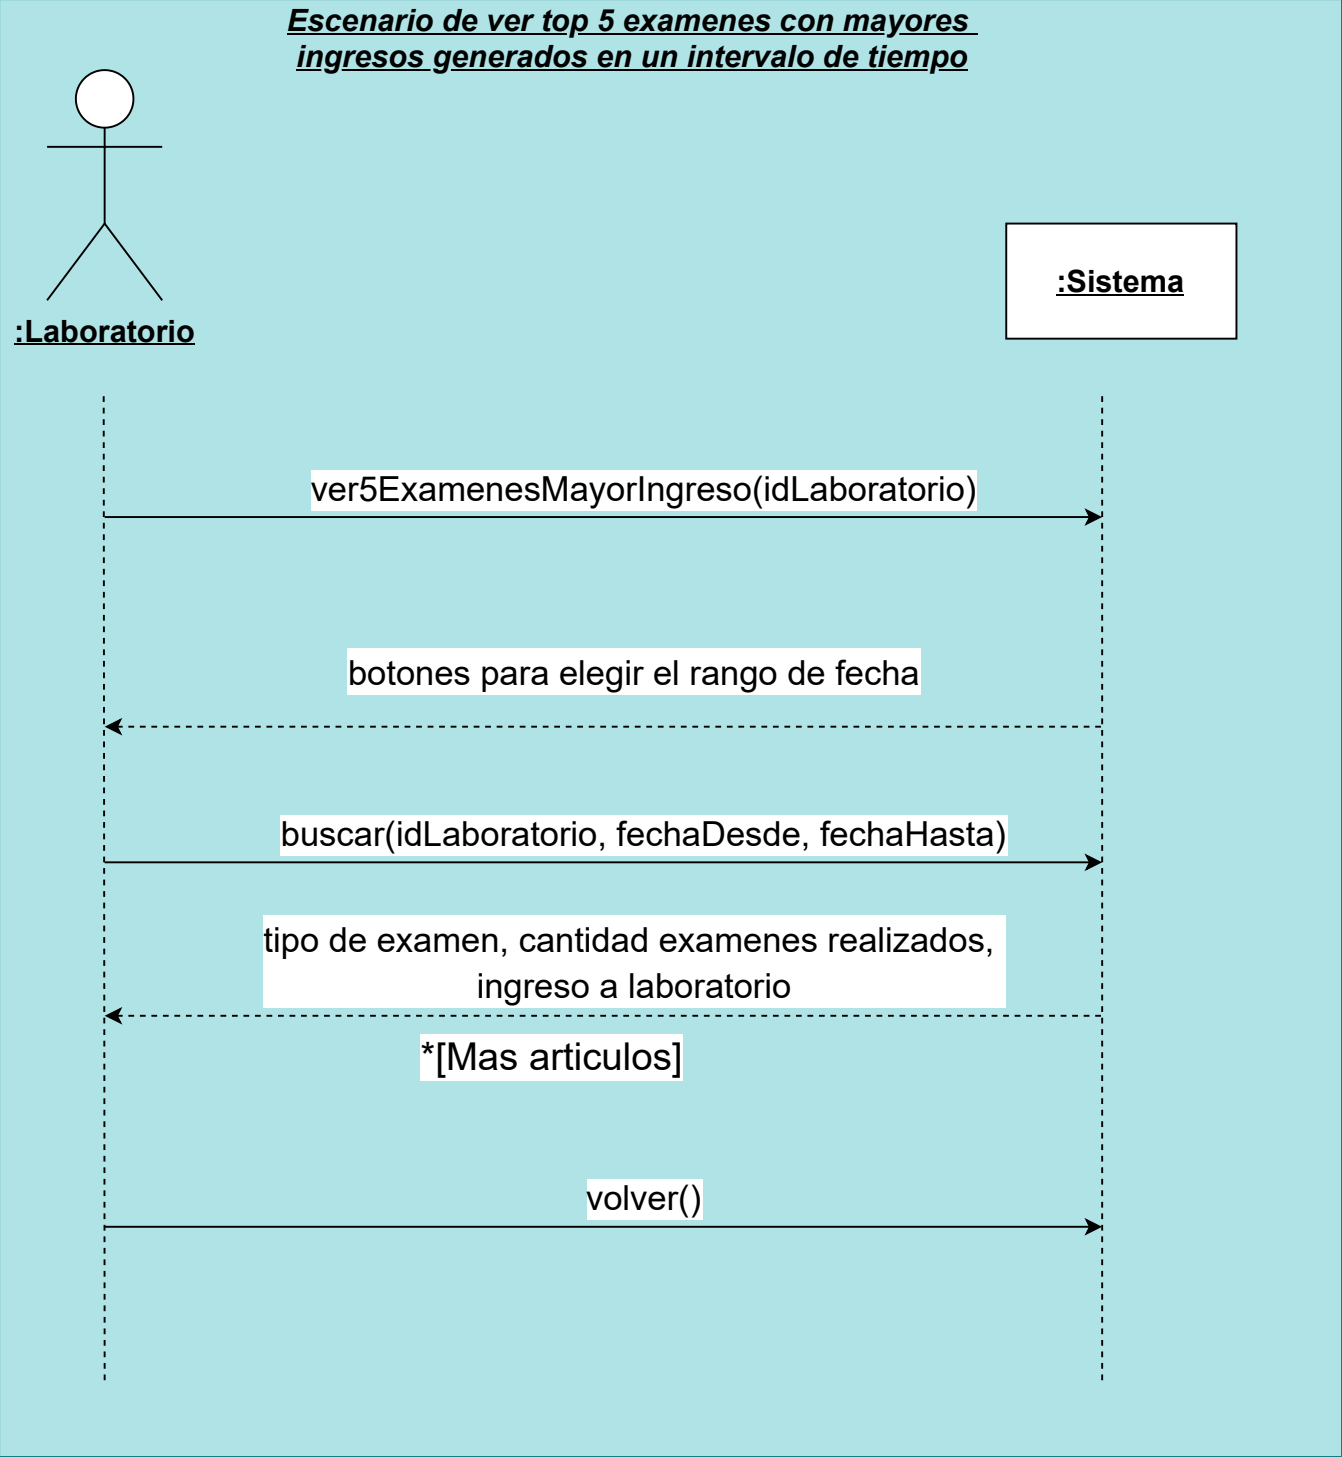 Escenario de ver top 5 examenes con mayores
ingresos generados en un intervalo de tiempo
:Sistema
:Laboratorio
ver5ExamenesMayorIngreso(idLaboratorio)
botones para elegir el rango de fecha
buscar(idLaboratorio, fechaDesde, fechaHasta)
tipo de examen, cantidad examenes realizados,
ingreso a laboratorio
*[Mas articulos]
volver()